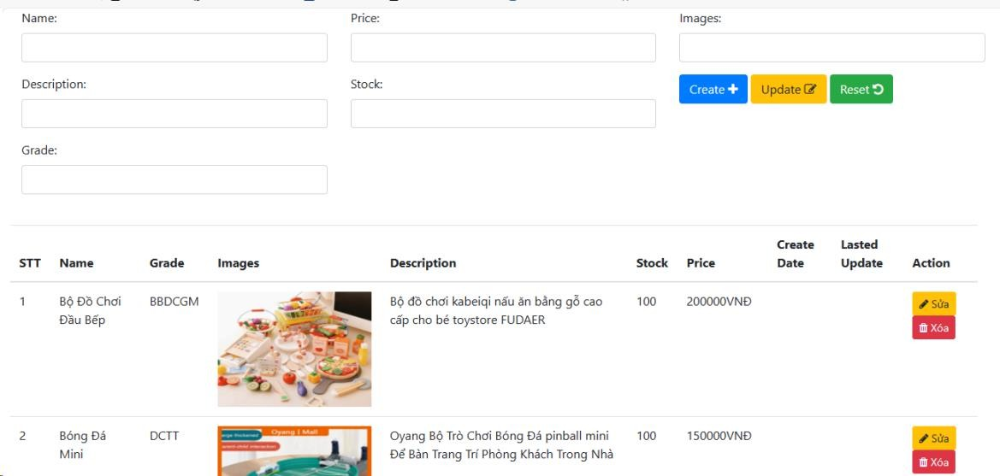 Name:
Price:
Images:
Description:
Stock:
Create
Update
Reset
Grade:
STT Name Grade Images Description Stock Price Create Date Lasted Update Action
1 Bộ Đồ Chơi BBDCGM Bộ đồ chơi kabeiqi nấu ăn bằng gỗ cao 100 200000VNĐ Sửa
Đầu Bếp cấp cho bé toystore FUDAER Xóa
2 Bóng Đá DCTT Oyang Bộ Trò Chơi Bóng Đá pinball mini 100 150000VNĐ Sửa
Mini Để Bàn Trang Trí Phòng Khách Trong Nhà Xóa
Oyang | Mall